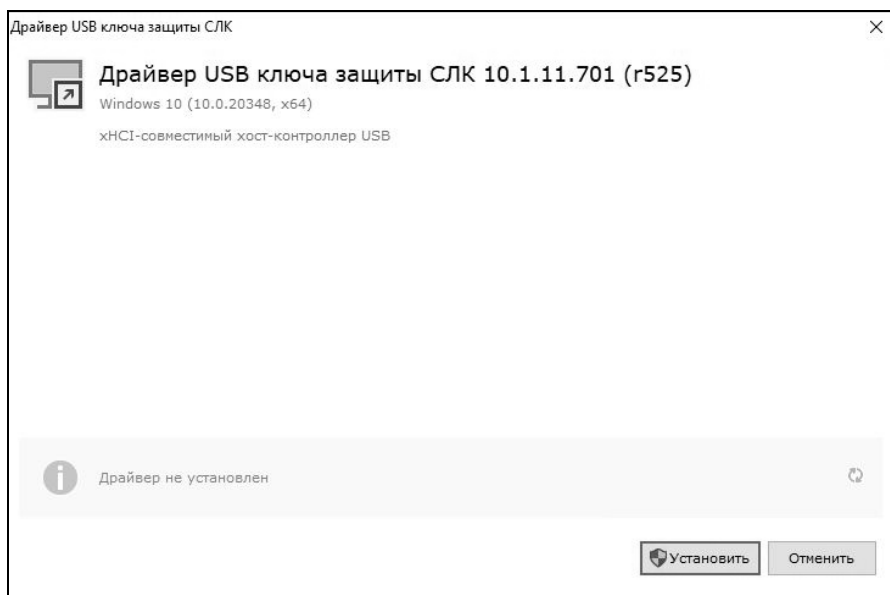 Драйвер USB ключа защиты СЛК
Драйвер USB ключа защиты СЛК 10.1.11.701 (r525)
Windows 10 (10.0.20348, x64)
xHCI-совместимый хост-контроллер USB
Драйвер не установлен
Установить Отменить